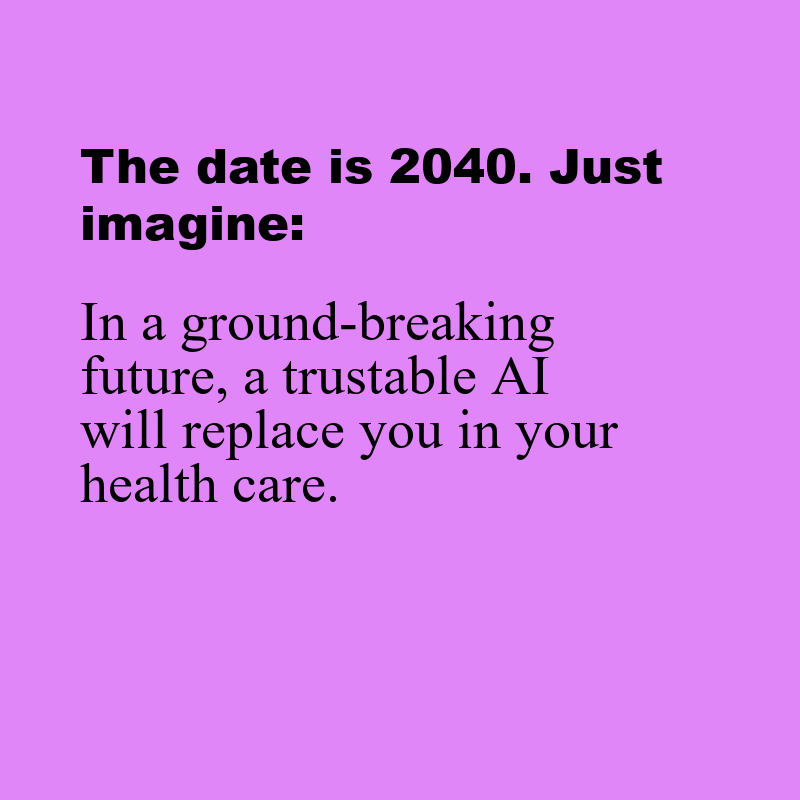 The date is 2040. Just
imagine:
In a ground-breaking
future, a trustable AI
will replace you in your
health care.